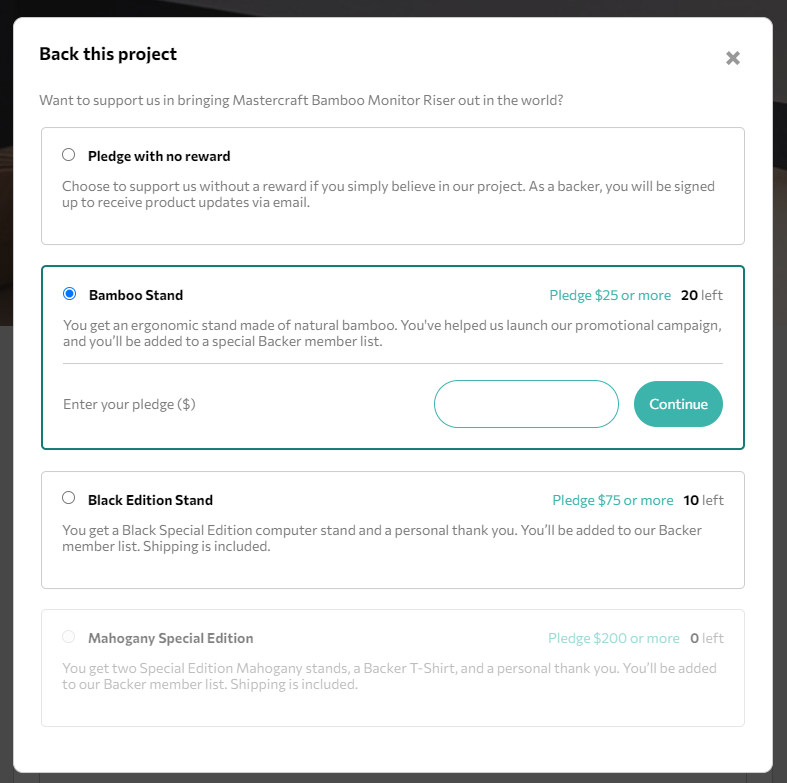 Back this project
Want to support us in bringing Mastercraft Bamboo Monitor Riser out in the world?
Pledge with no reward
Choose to support us without a reward if you simply believe in our project. As a backer, you will be signed
up to receive product updates via email.
Bamboo Stand Pledge $25 or more 20 left
You get an ergonomic stand made of natural bamboo. You've helped us launch our promotional campaign,
and you’ll be added to a special Backer member list.
Enter your pledge ($) Continue
Black Edition Stand Pledge $75 or more 10 left
You get a Black Special Edition computer stand and a personal thank you. You’ll be added to our Backer
member list. Shipping is included.
Mahogany Special Edition Pledge $200 or more 0 left
You get two Special Edition Mahogany stands, a Backer T-Shirt, and a personal thank you. You’ll be added
to our Backer member list. Shipping is included.